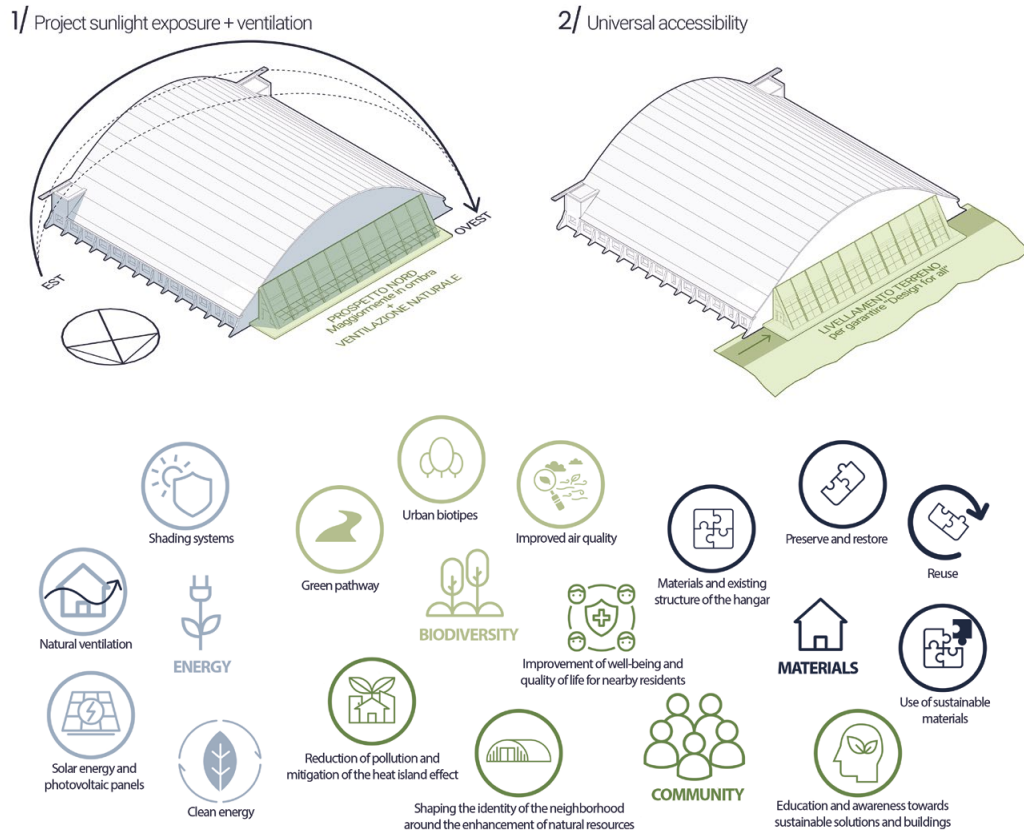 1/ Project sunlight exposure + ventilation
2/ Universal accessibility
EST
OVEST
PROSPETTO NORD
Maggiormente in ombra
+
VENTILAZIONE NATURALE
LIVELLAMENTO TERRENO
per garantire "Design for all"
Shading systems
Natural ventilation
ENERGY
Solar energy and
photovoltaic panels
Clean energy
Urban biotipes
Green pathway
Improved air quality
BIODIVERSITY
Improvement of well-being and
quality of life for nearby residents
Reduction of pollution and
mitigation of the heat island effect
Shaping the identity of the neighborhood
around the enhancement of natural resources
COMMUNITY
Education and awareness towards
sustainable solutions and buildings
Materials and existing
structure of the hangar
Preserve and restore
Reuse
MATERIALS
Use of sustainable
materials